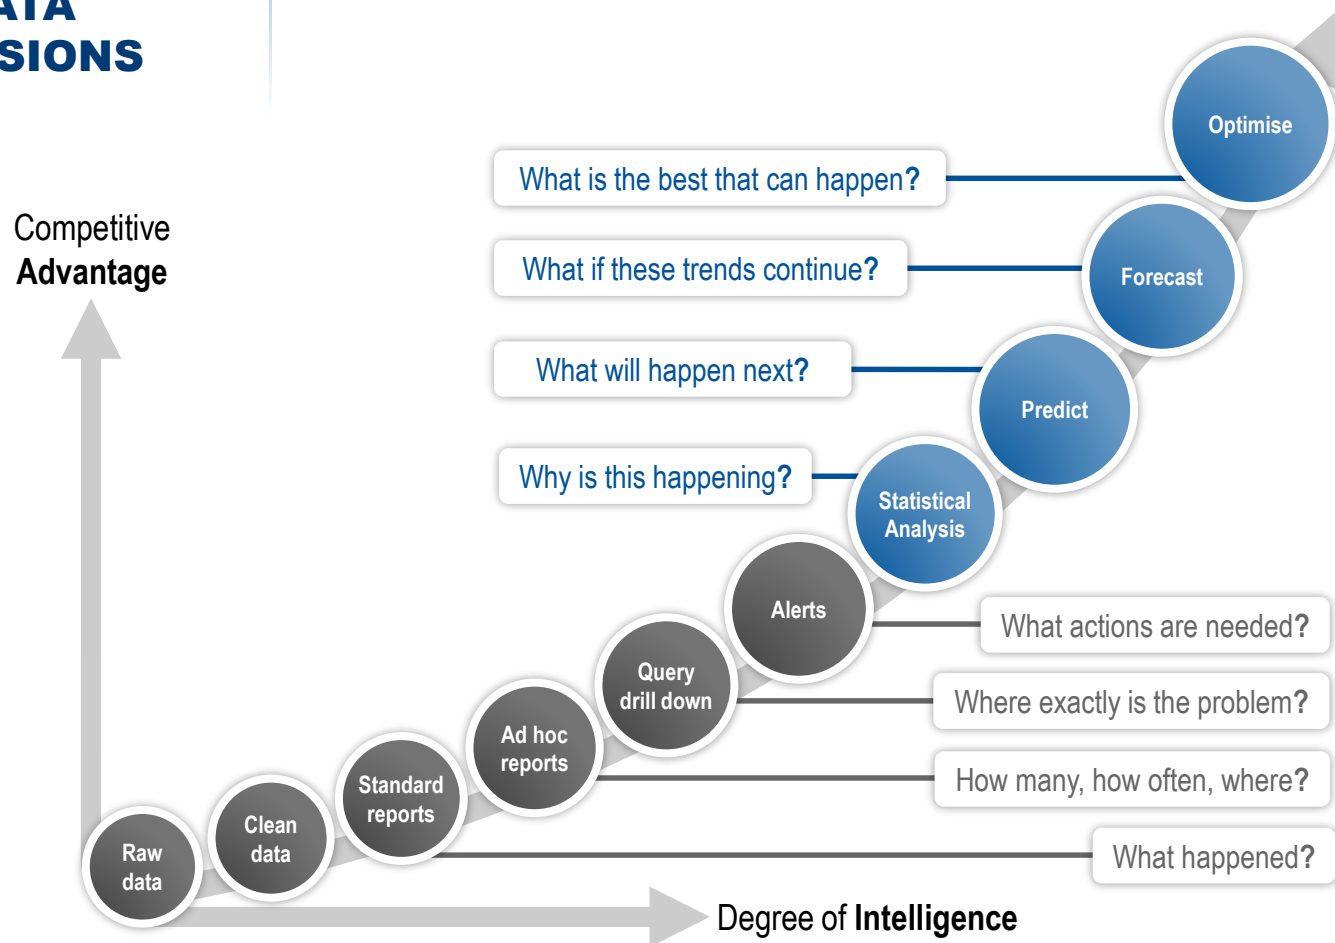 ATA
SIONS
Competitive
Advantage
What is the best that can happen?
What if these trends continue?
What will happen next?
Why is this happening?
Optimise
Forecast
Predict
Statistical
Analysis
Alerts
Query
drill down
Ad hoc
reports
Standard
reports
Clean
data
Raw
data
What actions are needed?
Where exactly is the problem?
How many, how often, where?
What happened?
Degree of Intelligence